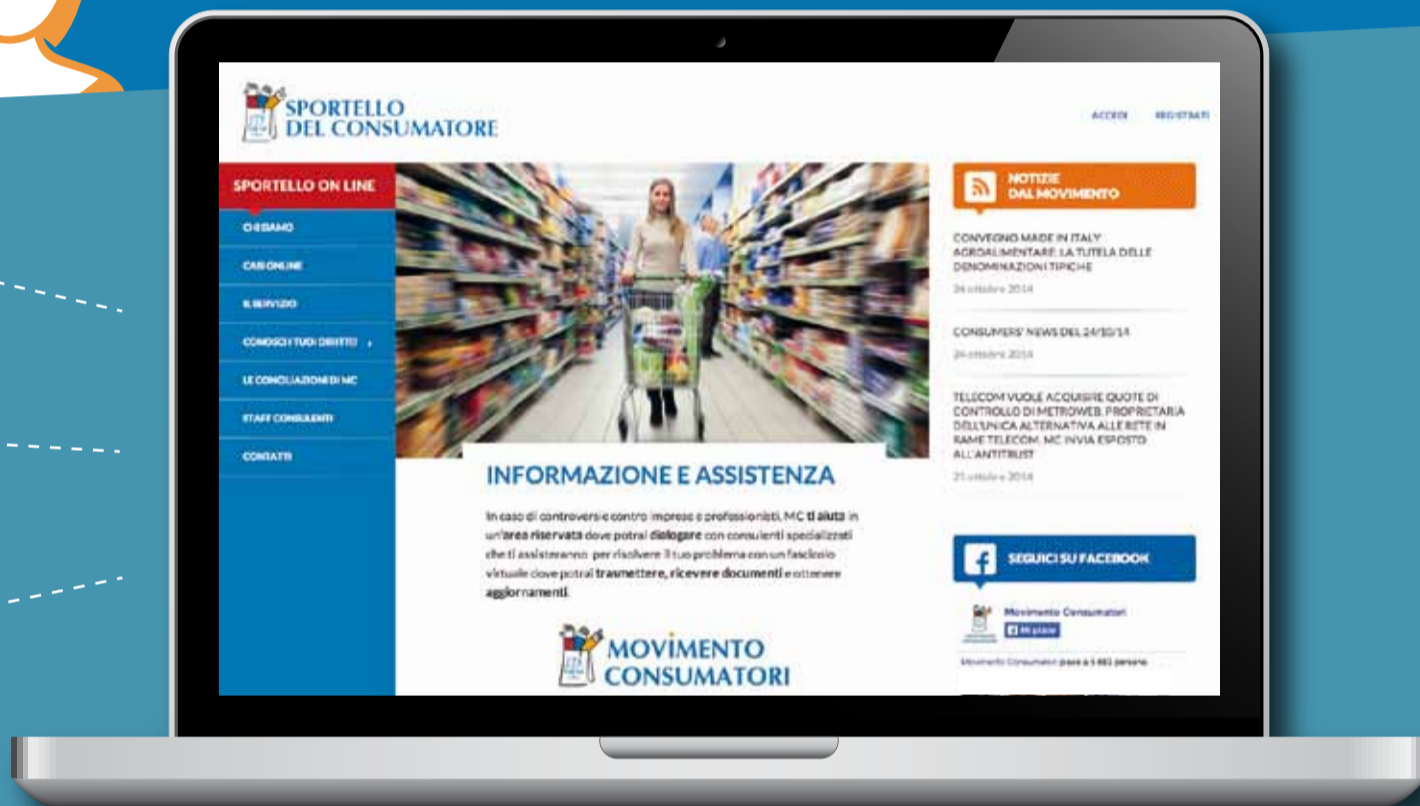 SPORTELLO
DEL CONSUMATORE
ACCEDI REGISTRATI
SPORTELLO ON LINE
CHI SIAMO
CASI ONLINE
IL SERVIZIO
CONOSCI I TUOI DIRITTI
LE CONCILIAZIONI DI MC
STAFF CONSULENTI
CONTATTI
INFORMAZIONE E ASSISTENZA
In caso di controversie contro imprese e professionisti, MC ti aiuta in
un'area riservata dove potrai dialogare con consulenti specializzati
che ti assisteranno per risolvere il tuo problema con un fascicolo
virtuale dove potrai trasmettere, ricevere documenti e ottenere
aggiornamenti.
MOVIMENTO
CONSUMATORI
NOTIZIE
DAL MOVIMENTO
CONVEGNO MADE IN ITALY
AGROALIMENTARE: LA TUTELA DELLE
DENOMINAZIONI TIPICHE
24 ottobre 2014
CONSUMERS' NEWS DEL 24/10/14
24 ottobre 2014
TELECOM VUOLE ACQUISIRE QUOTE DI
CONTROLLO DI METROWEB, PROPRIETARIA
DELL'UNICA ALTERNATIVA ALLE RETE IN
RAME TELECOM. MC INVIA ESPOSTO
ALL'ANTITRUST
21 ottobre 2014
SEGUICI SU FACEBOOK
Movimento Consumatori
Mi piace
Movimento Consumatori piace a persone